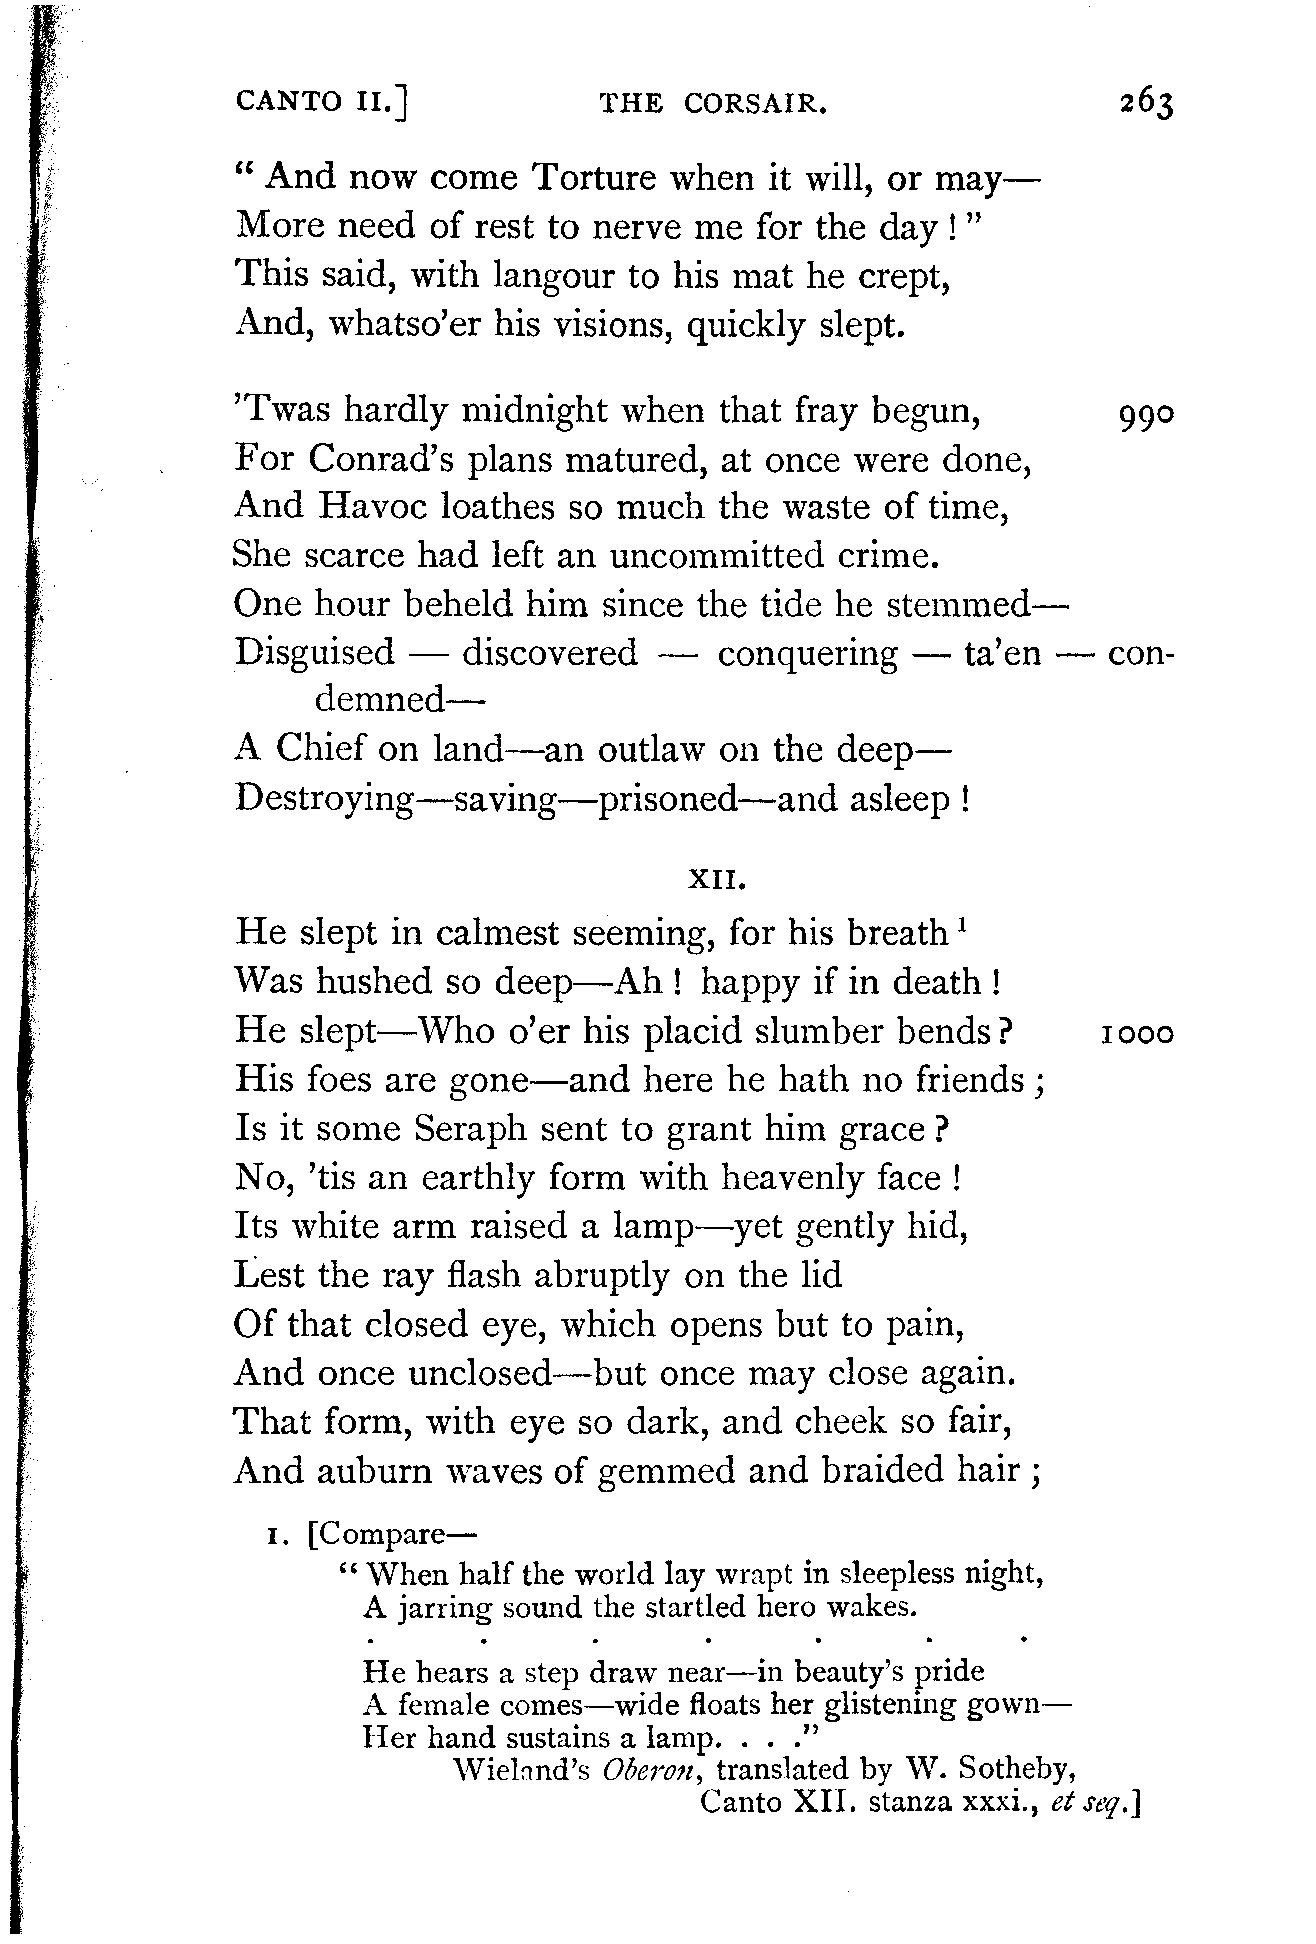 CANTO II.] THE CORSAIR. 263
“ And now come Torture when it will, or may—
More need of rest to nerve me for the day ! ”
This said, with langour to his mat he crept,
And, whatso’er his visions, quickly slept.
’Twas hardly midnight when that fray begun, 990
For Conrad’s plans matured, at once were done,
And Havoc loathes so much the waste of time,
She scarce had left an uncommitted crime.
One hour beheld him since the tide he stemmed—
Disguised — discovered — conquering — ta’en — con-
demned—
A Chief on land—an outlaw on the deep—
Destroying—saving—prisoned—and asleep !
XII.
He slept in calmest seeming, for his breath ¹
Was hushed so deep—Ah ! happy if in death !
He slept—Who o’er his placid slumber bends ? 1000
His foes are gone—and here he hath no friends ;
Is it some Seraph sent to grant him grace ?
No, ’tis an earthly form with heavenly face !
Its white arm raised a lamp—yet gently hid,
Lest the ray flash abruptly on the lid
Of that closed eye, which opens but to pain,
And once unclosed—but once may close again.
That form, with eye so dark, and cheek so fair,
And auburn waves of gemmed and braided hair ;
1. [Compare—
“ When half the world lay wrapt in sleepless night,
A jarring sound the startled hero wakes.
. . . . . . .
He hears a step draw near—in beauty’s pride
A female comes—wide floats her glistening gown—
Her hand sustains a lamp. . . .”
Wieland’s Oberon, translated by W. Sotheby,
Canto XII. stanza xxxi., et seq.]